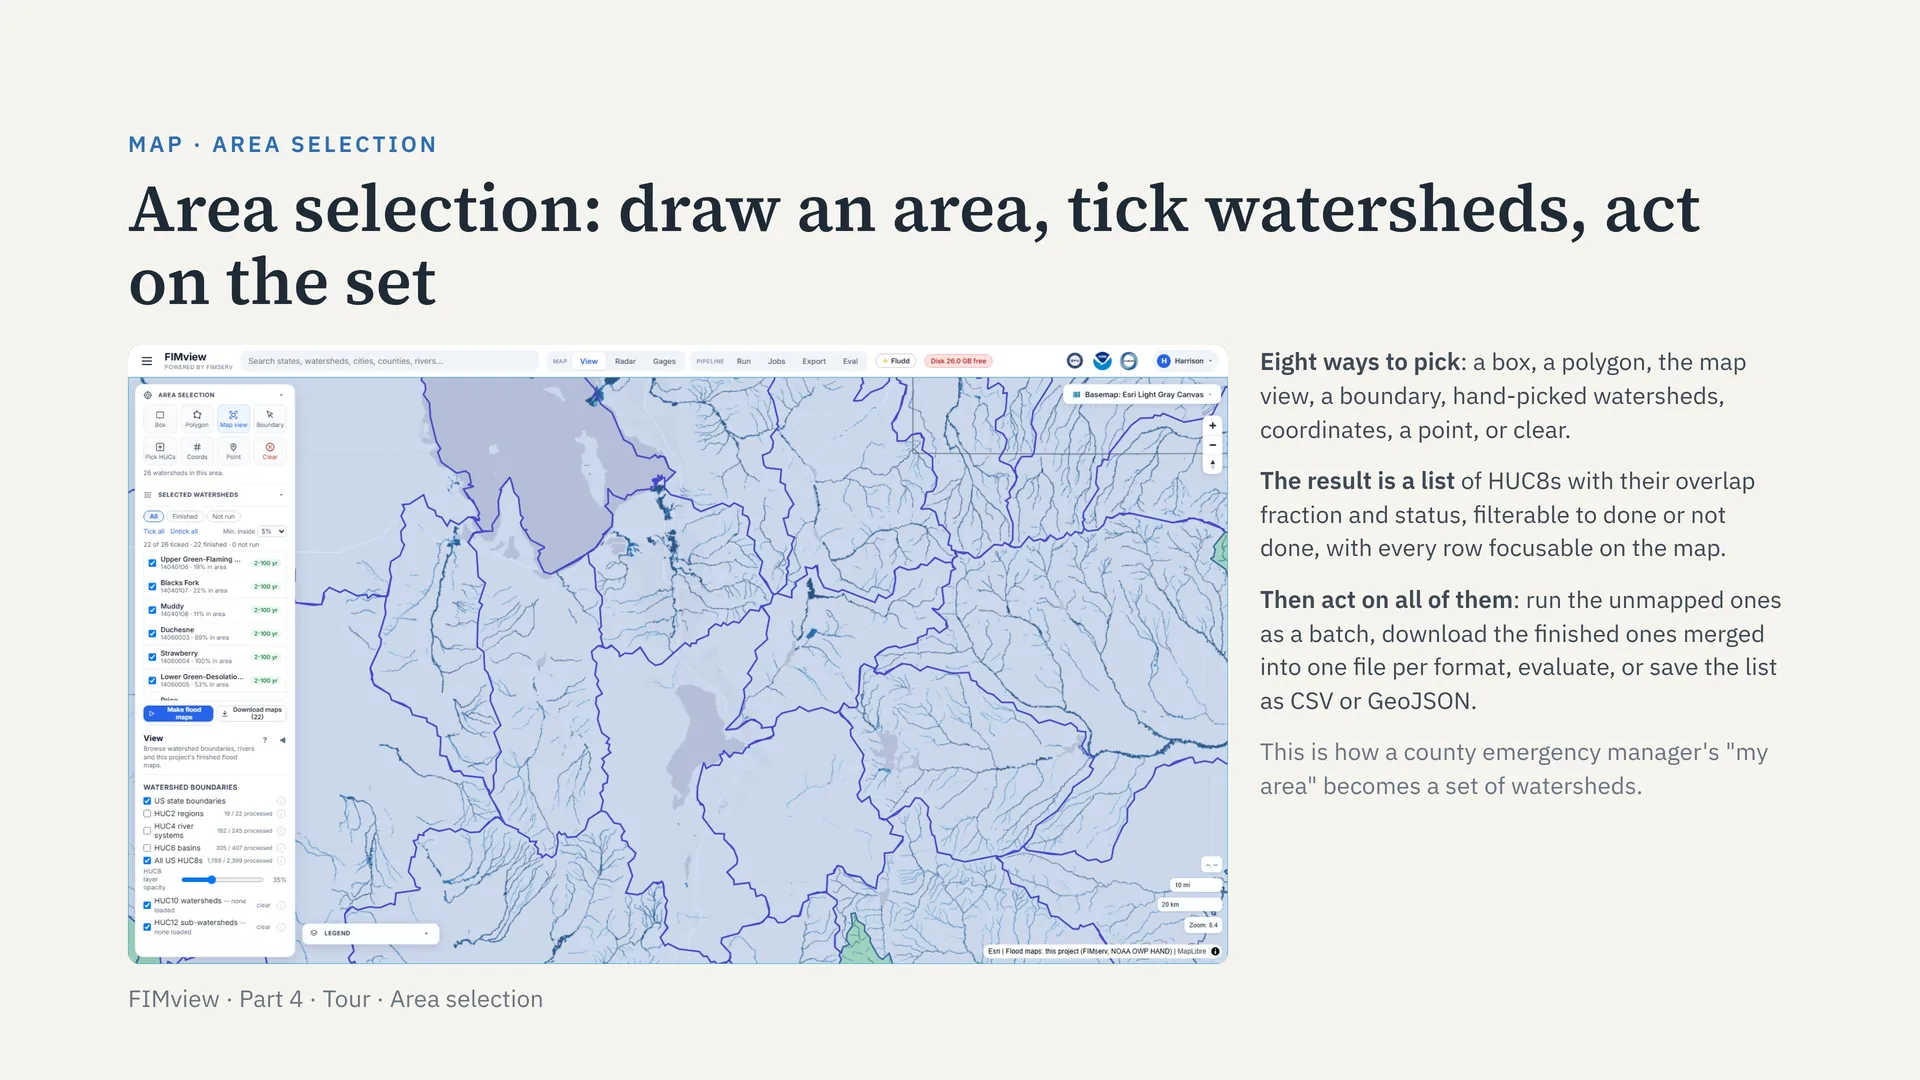 MAP · AREA SELECTION
Area selection: draw an area, tick watersheds, act
on the set
FIMview
POWERED BY FIMSERV
Search states, watersheds, cities, counties, rivers...
MAP View Radar Gages
PIPELINE Run Jobs Export Eval
Fludd
Disk 26.0 GB free
H Harrison
AREA SELECTION
Box Polygon Map view Boundary
Pick HUCs Coords Point Clear
26 watersheds in this area.
SELECTED WATERSHEDS
All Finished Not run
Tick all Untick all Min. inside 5%
22 of 26 ticked · 22 finished · 0 not run
Upper Green-Flaming ...
14040106 · 19% in area
2-100 yr
Blacks Fork
14040107 · 22% in area
2-100 yr
Muddy
14040108 · 11% in area
2-100 yr
Duchesne
14060003 · 89% in area
2-100 yr
Strawberry
14060004 · 100% in area
2-100 yr
Lower Green-Desolatio...
14060005 · 53% in area
2-100 yr
Make flood
maps
Download maps
(22)
View
?
Browse watershed boundaries, rivers
and this project's finished flood
maps.
WATERSHED BOUNDARIES
US state boundaries
HUC2 regions 19 / 22 processed
HUC4 river
systems
192 / 245 processed
HUC6 basins 305 / 407 processed
All US HUC8s 1,789 / 2,399 processed
HUC8
layer
opacity
35%
HUC10 watersheds -- none
loaded
clear
HUC12 sub-watersheds --
none loaded
clear
LEGEND
Basemap: Esri Light Gray Canvas
+
−
--, --
10 mi
20 km
Zoom: 8.4
Esri | Flood maps: this project (FIMserv, NOAA OWP HAND) | MapLibre
Eight ways to pick: a box, a polygon, the map
view, a boundary, hand-picked watersheds,
coordinates, a point, or clear.
The result is a list of HUC8s with their overlap
fraction and status, filterable to done or not
done, with every row focusable on the map.
Then act on all of them: run the unmapped ones
as a batch, download the finished ones merged
into one file per format, evaluate, or save the list
as CSV or GeoJSON.
This is how a county emergency manager's "my
area" becomes a set of watersheds.
FIMview · Part 4 · Tour · Area selection